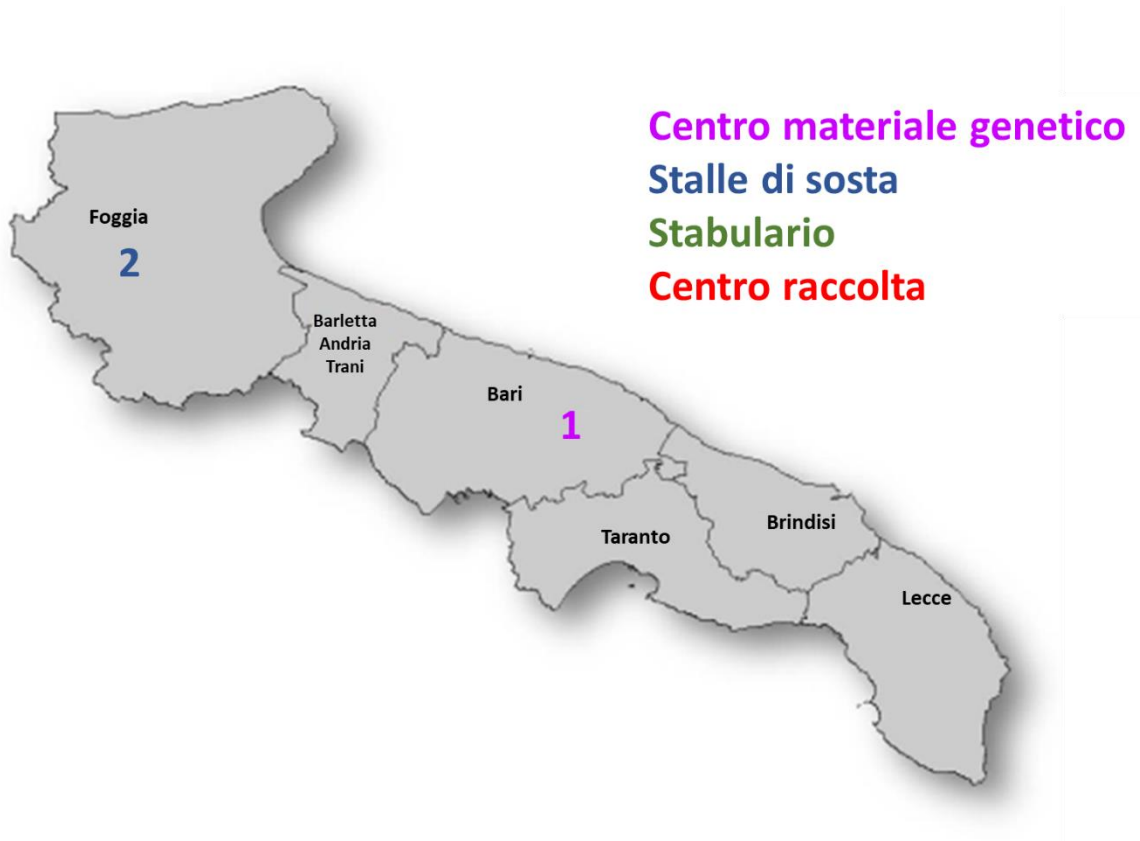 Centro materiale genetico
Stalle di sosta
Stabulario
Centro raccolta
Foggia
2
Barletta
Andria
Trani
Bari
1
Taranto
Brindisi
Lecce